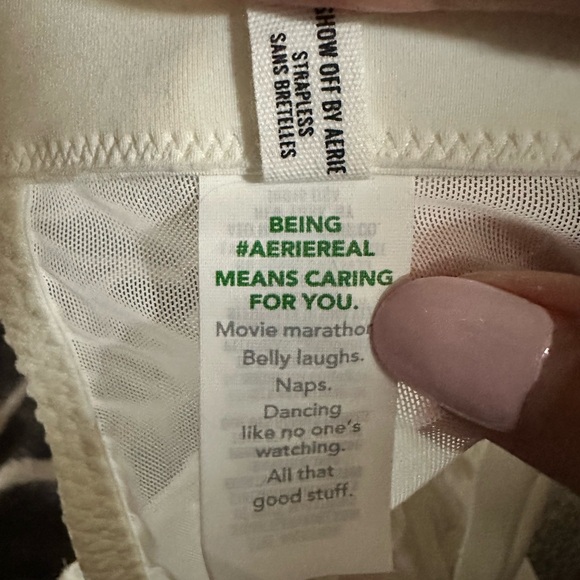 SHOW OFF BY AERIE
STRAPLESS
SANS BRETELLES
BEING
#AERIEREAL
MEANS CARING
FOR YOU.
Movie marathon
Belly laughs.
Naps.
Dancing
like no one's
watching.
All that
good stuff.